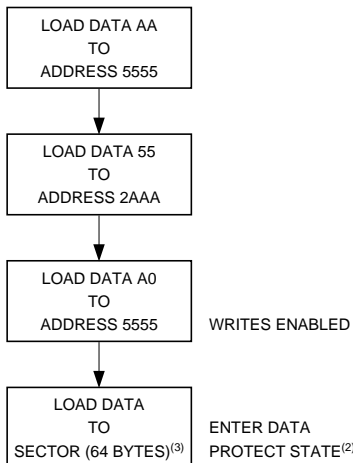 LOAD DATA AA
TO
ADDRESS 5555
LOAD DATA 55
TO
ADDRESS 2AAA
LOAD DATA A0
TO
ADDRESS 5555 WRITES ENABLED
LOAD DATA
TO ENTER DATA
SECTOR (64 BYTES)(3) PROTECT STATE(2)